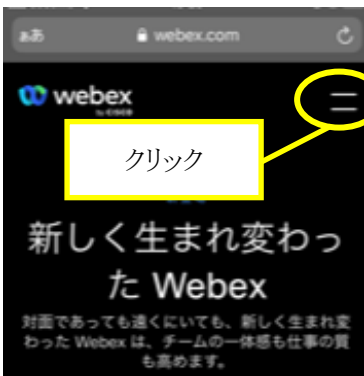 ぁあ webex.com
webex
by CISCO
クリック
新しく生まれ変わっ
た Webex
対面であっても遠くにいても、新しく生まれ変
わった Webex は、チームの一体感も仕事の質
も高めます。